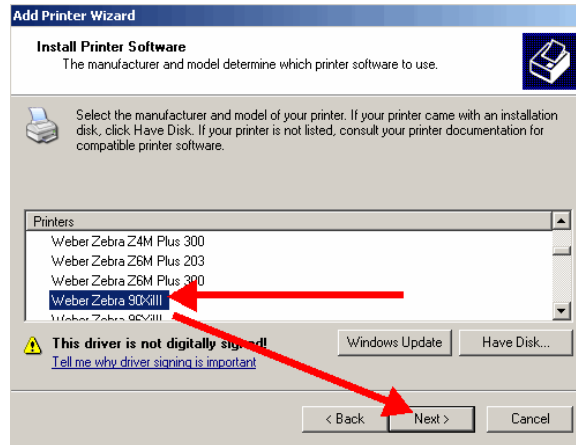 Add Printer Wizard
Install Printer Software
The manufacturer and model determine which printer software to use.
Select the manufacturer and model of your printer. If your printer came with an installation
disk, click Have Disk. If your printer is not listed, consult your printer documentation for
compatible printer software.
Printers
Weber Zebra Z4M Plus 300
Weber Zebra Z6M Plus 203
Weber Zebra Z6M Plus 300
Weber Zebra 90XiIII
Weber Zebra 96XiIII
This driver is not digitally signed!
Tell me why driver signing is important
Windows Update
Have Disk...
< Back
Next >
Cancel